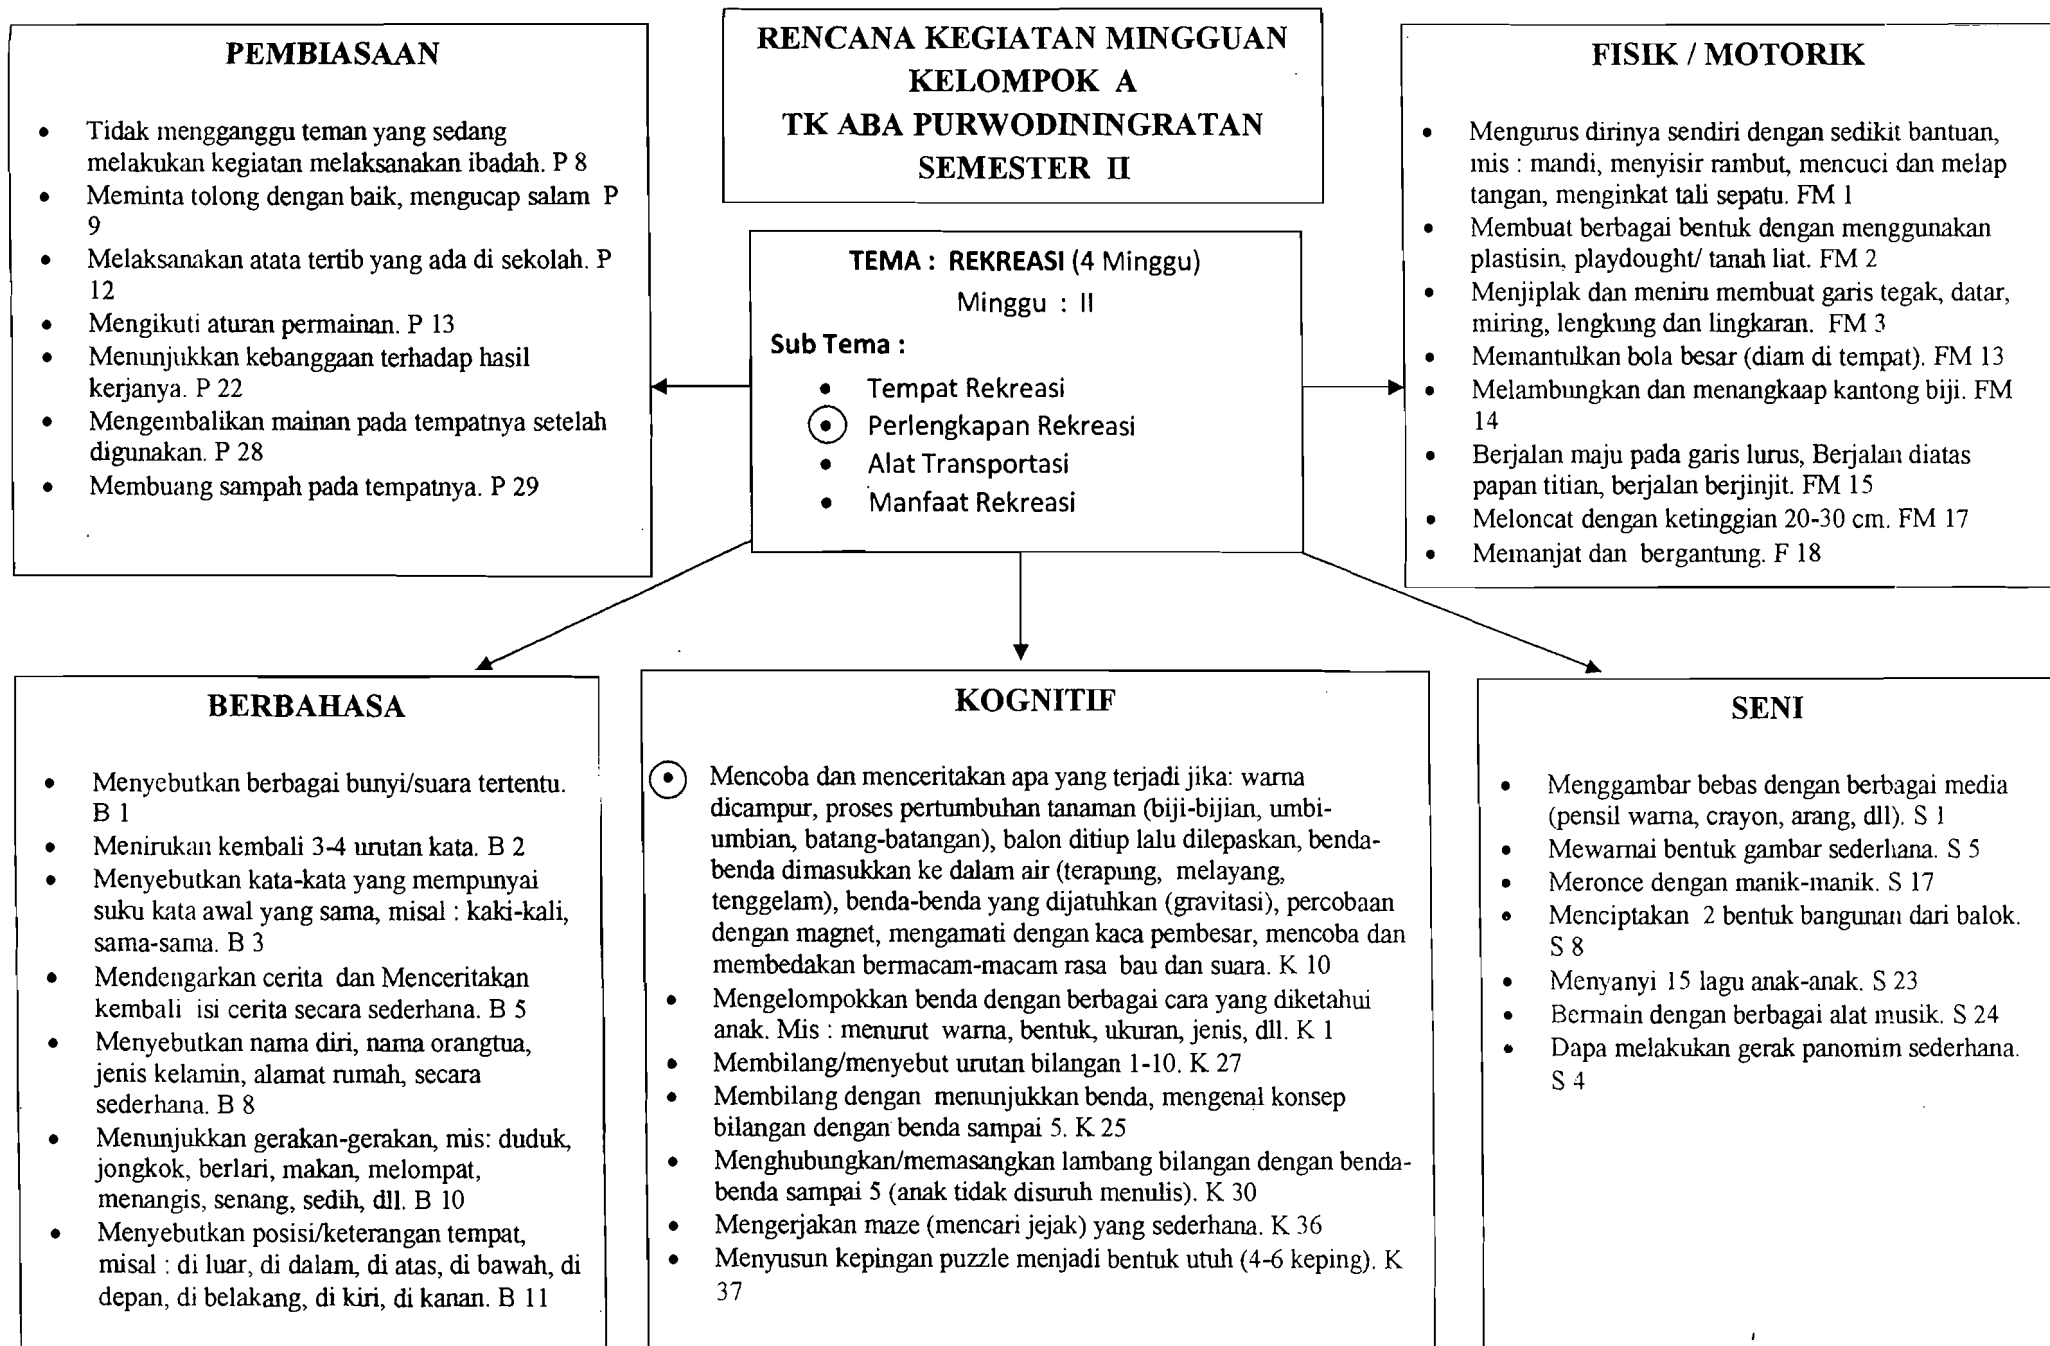 PEMBIASAAN
• Tidak mengganggu teman yang sedang
melakukan kegiatan melaksanakan ibadah. P 8
• Meminta tolong dengan baik, mengucap salam P
9
• Melaksanakan atata tertib yang ada di sekolah. P
12
• Mengikuti aturan permainan. P 13
• Menunjukkan kebanggaan terhadap hasil
kerjanya. P 22
• Mengembalikan mainan pada tempatnya setelah
digunakan. P 28
• Membuang sampah pada tempatnya. P 29
RENCANA KEGIATAN MINGGUAN
KELOMPOK A
TK ABA PURWODININGRATAN
SEMESTER II
TEMA : REKREASI (4 Minggu)
Minggu : II
Sub Tema :
• Tempat Rekreasi
• Perlengkapan Rekreasi
• Alat Transportasi
• Manfaat Rekreasi
FISIK / MOTORIK
• Mengurus dirinya sendiri dengan sedikit bantuan,
mis : mandi, menyisir rambut, mencuci dan melap
tangan, menginkat tali sepatu. FM 1
• Membuat berbagai bentuk dengan menggunakan
plastisin, playdought/ tanah liat. FM 2
• Menjiplak dan meniru membuat garis tegak, datar,
miring, lengkung dan lingkaran. FM 3
• Memantulkan bola besar (diam di tempat). FM 13
• Melambungkan dan menangkaap kantong biji. FM
14
• Berjalan maju pada garis lurus, Berjalan diatas
papan titian, berjalan berjinjit. FM 15
• Meloncat dengan ketinggian 20-30 cm. FM 17
• Memanjat dan bergantung. F 18
BERBAHASA
• Menyebutkan berbagai bunyi/suara tertentu.
B 1
• Menirukan kembali 3-4 urutan kata. B 2
• Menyebutkan kata-kata yang mempunyai
suku kata awal yang sama, misal : kaki-kali,
sama-sama. B 3
• Mendengarkan cerita dan Menceritakan
kembali isi cerita secara sederhana. B 5
• Menyebutkan nama diri, nama orangtua,
jenis kelamin, alamat rumah, secara
sederhana. B 8
• Menunjukkan gerakan-gerakan, mis: duduk,
jongkok, berlari, makan, melompat,
menangis, senang, sedih, dll. B 10
• Menyebutkan posisi/keterangan tempat,
misal : di luar, di dalam, di atas, di bawah, di
depan, di belakang, di kiri, di kanan. B 11
KOGNITIF
• Mencoba dan menceritakan apa yang terjadi jika: warna
dicampur, proses pertumbuhan tanaman (biji-bijian, umbi-
umbian, batang-batangan), balon ditiup lalu dilepaskan, benda-
benda dimasukkan ke dalam air (terapung, melayang,
tenggelam), benda-benda yang dijatuhkan (gravitasi), percobaan
dengan magnet, mengamati dengan kaca pembesar, mencoba dan
membedakan bermacam-macam rasa bau dan suara. K 10
• Mengelompokkan benda dengan berbagai cara yang diketahui
anak. Mis : menurut warna, bentuk, ukuran, jenis, dll. K 1
• Membilang/menyebut urutan bilangan 1-10. K 27
• Membilang dengan menunjukkan benda, mengenal konsep
bilangan dengan benda sampai 5. K 25
• Menghubungkan/memasangkan lambang bilangan dengan benda-
benda sampai 5 (anak tidak disuruh menulis). K 30
• Mengerjakan maze (mencari jejak) yang sederhana. K 36
• Menyusun kepingan puzzle menjadi bentuk utuh (4-6 keping). K
37
SENI
• Menggambar bebas dengan berbagai media
(pensil warna, crayon, arang, dll). S 1
• Mewarnai bentuk gambar sederhana. S 5
• Meronce dengan manik-manik. S 17
• Menciptakan 2 bentuk bangunan dari balok.
S 8
• Menyanyi 15 lagu anak-anak. S 23
• Bermain dengan berbagai alat musik. S 24
• Dapa melakukan gerak panomim sederhana.
S 4